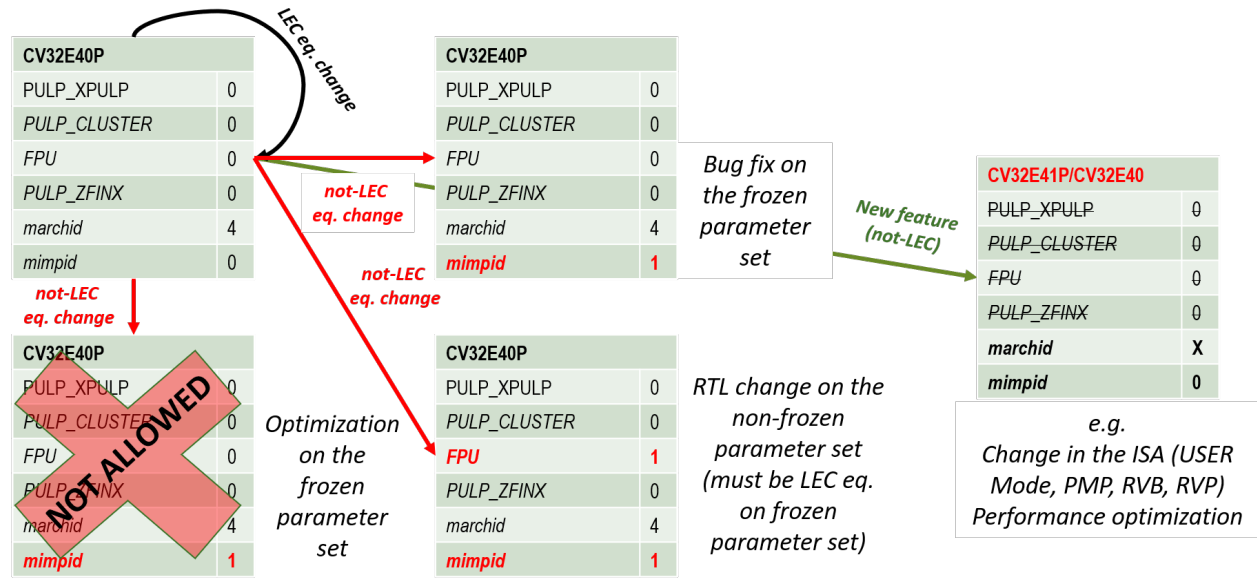 LEC eq. change
CV32E40P
PULP_XPULP 0
PULP_CLUSTER 0
FPU 0
PULP_ZFINX 0
marchid 4
mimpid 0
not-LEC
eq. change
CV32E40P
PULP_XPULP 0
PULP_CLUSTER 0
FPU 0
PULP_ZFINX 0
marchid 4
mimpid 1
Bug fix on
the frozen
parameter
set
New feature
(not-LEC)
CV32E41P/CV32E40
PULP_XPULP 0
PULP_CLUSTER 0
FPU 0
PULP_ZFINX 0
marchid X
mimpid 0
e.g.
Change in the ISA (USER
Mode, PMP, RVB, RVP)
Performance optimization
not-LEC
eq. change
CV32E40P
PULP_XPULP 0
PULP_CLUSTER 0
FPU 0
PULP_ZFINX 0
marchid 4
mimpid 1
NOT ALLOWED
Optimization
on the
frozen
parameter
set
not-LEC
eq. change
CV32E40P
PULP_XPULP 0
PULP_CLUSTER 0
FPU 1
PULP_ZFINX 0
marchid 4
mimpid 1
RTL change on the
non-frozen
parameter set
(must be LEC eq.
on frozen
parameter set)